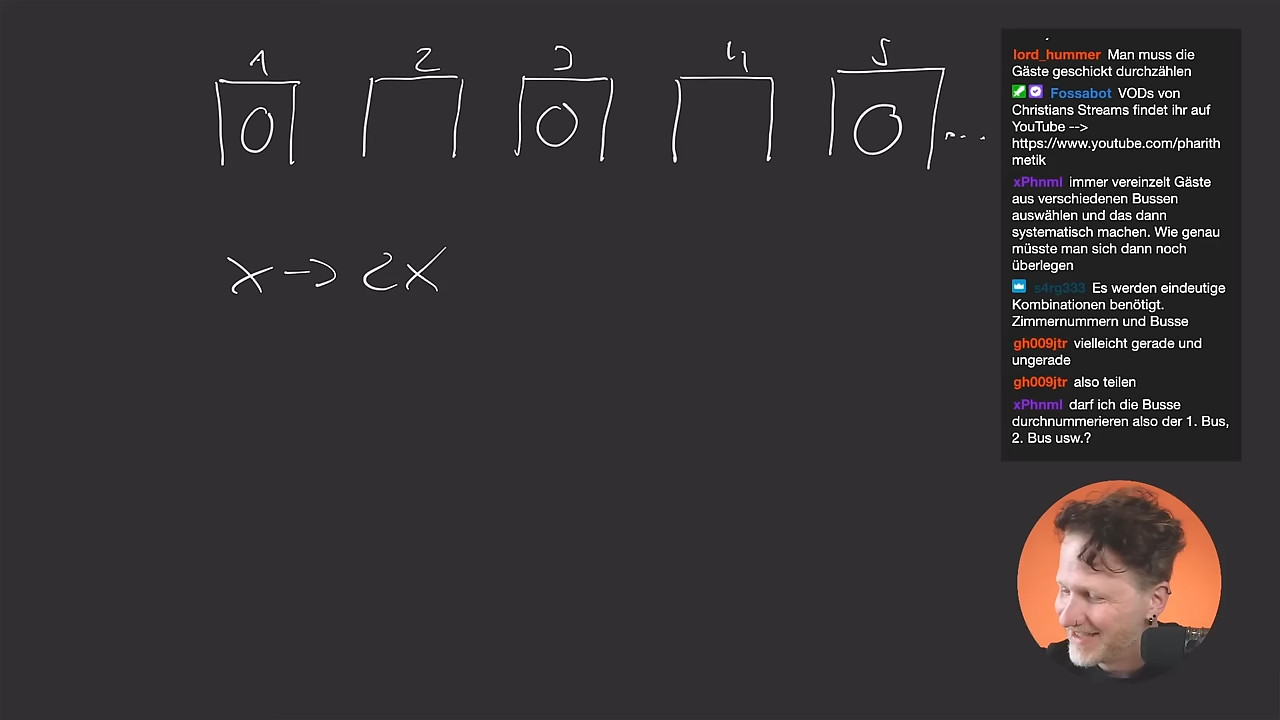 1 2 3 4 5
0 0 0 ...
x → 2x
lord_hummer Man muss die
Gäste geschickt durchzählen
Fossabot VODs von
Christians Streams findet ihr auf
YouTube -->
https://www.youtube.com/pharith
metik
xPhnml immer vereinzelt Gäste
aus verschiedenen Bussen
auswählen und das dann
systematisch machen. Wie genau
müsste man sich dann noch
überlegen
s4rg333 Es werden eindeutige
Kombinationen benötigt.
Zimmernummern und Busse
gh009jtr vielleicht gerade und
ungerade
gh009jtr also teilen
xPhnml darf ich die Busse
durchnummerieren also der 1. Bus,
2. Bus usw.?